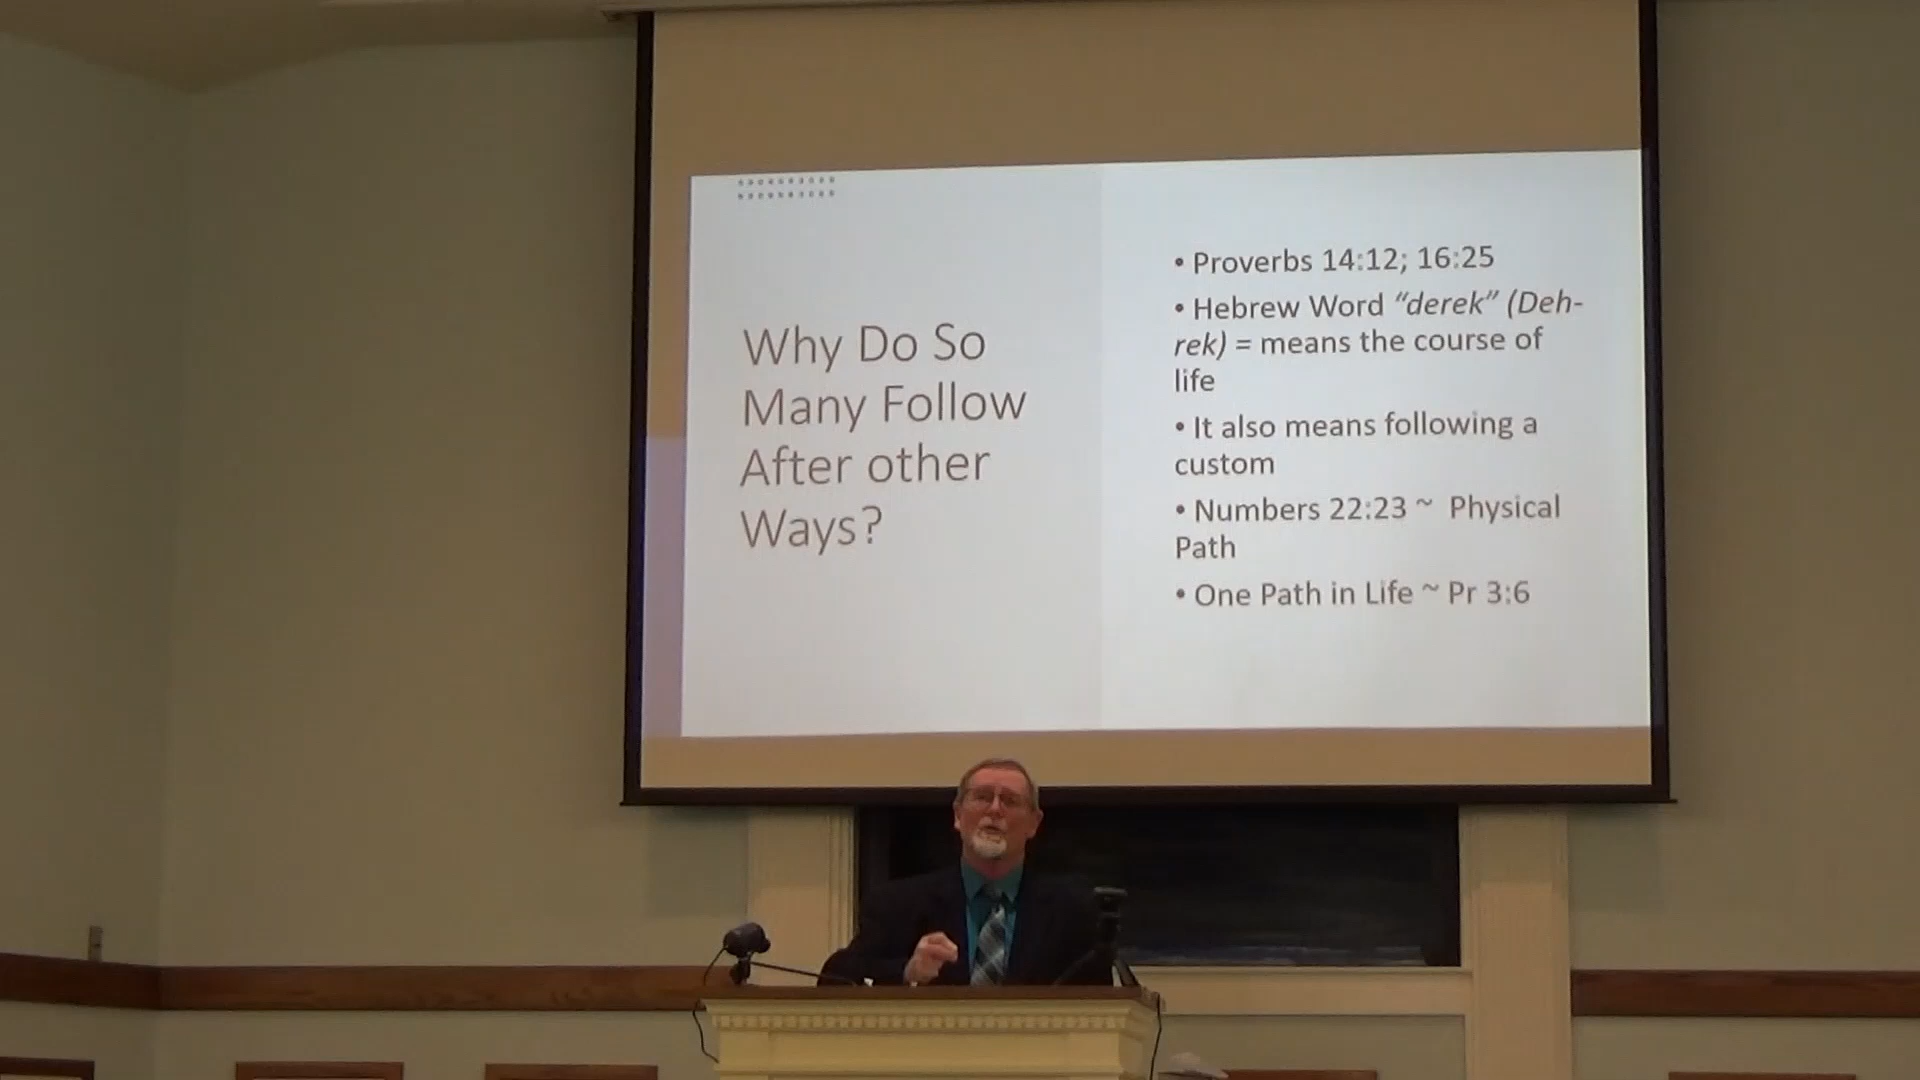 Why Do So
Many Follow
After other
Ways?
• Proverbs 14:12; 16:25
• Hebrew Word “derek” (Deh-
rek) = means the course of
life
• It also means following a
custom
• Numbers 22:23 ~ Physical
Path
• One Path in Life ~ Pr 3:6